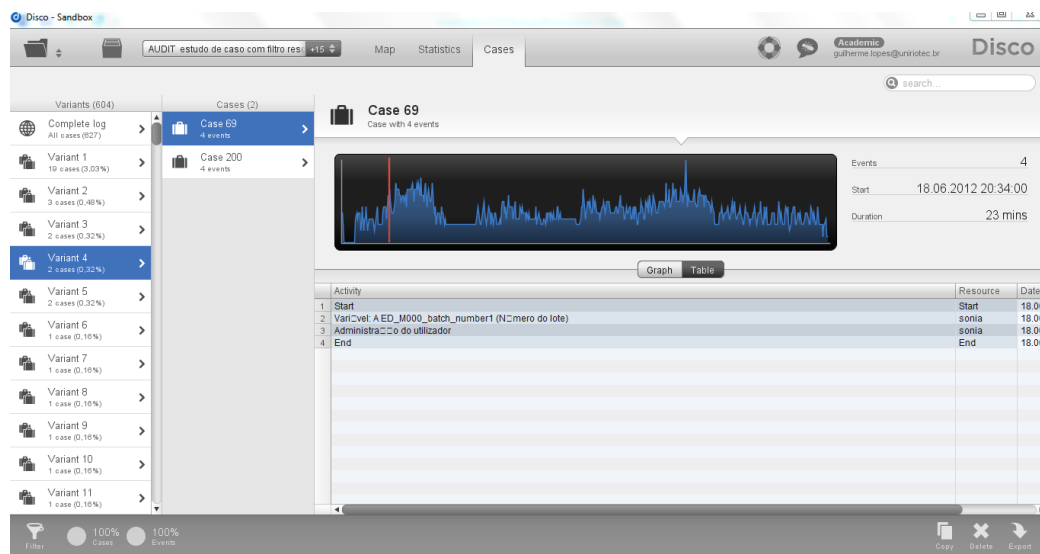 Disco - Sandbox
AUDIT estudo de caso com filtro res +15
Map Statistics Cases
Academic
guilherme.lopes@uniriotec.br
Disco
search...
Variants (604)
Complete log
All cases (627)
Variant 1
19 cases (3,03%)
Variant 2
3 cases (0,48%)
Variant 3
2 cases (0,32%)
Variant 4
2 cases (0,32%)
Variant 5
2 cases (0,32%)
Variant 6
1 case (0,16%)
Variant 7
1 case (0,16%)
Variant 8
1 case (0,16%)
Variant 9
1 case (0,16%)
Variant 10
1 case (0,16%)
Variant 11
1 case (0,16%)
Cases (2)
Case 69
4 events
Case 200
4 events
Case 69
Case with 4 events
Events 4
Start 18.06.2012 20:34:00
Duration 23 mins
Graph Table
Activity Resource Date
1 Start Start 18.0
2 Vari□vel: A ED_M000_batch_number1 (N□mero do lote) sonia 18.0
3 Administra□□o do utilizador sonia 18.0
4 End End 18.0
Filter
100% Cases
100% Events
Copy Delete Export